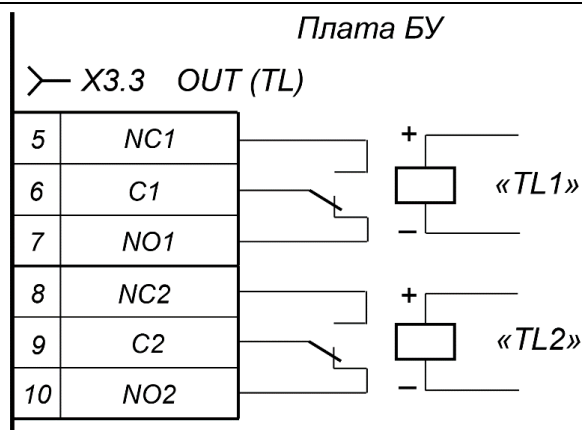 Плата БУ
X3.3 OUT (TL)
5 NC1
6 C1
7 NO1
8 NC2
9 C2
10 NO2
+
«TL1»
–
+
«TL2»
–